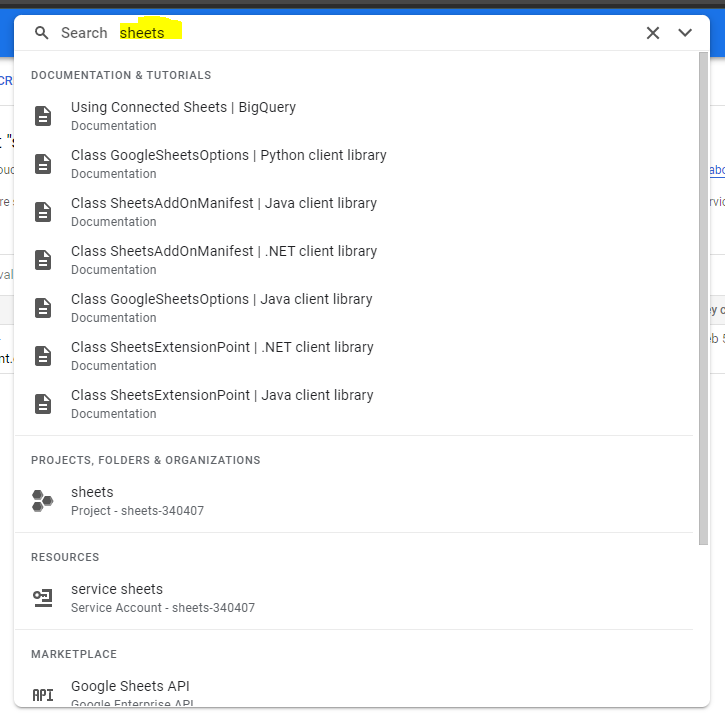 Search sheets
DOCUMENTATION & TUTORIALS
Using Connected Sheets | BigQuery
Documentation
Class GoogleSheetsOptions | Python client library
Documentation
Class SheetsAddOnManifest | Java client library
Documentation
Class SheetsAddOnManifest | .NET client library
Documentation
Class GoogleSheetsOptions | Java client library
Documentation
Class SheetsExtensionPoint | .NET client library
Documentation
Class SheetsExtensionPoint | Java client library
Documentation
PROJECTS, FOLDERS & ORGANIZATIONS
sheets
Project - sheets-340407
RESOURCES
service sheets
Service Account - sheets-340407
MARKETPLACE
API
Google Sheets API
Google Enterprise API